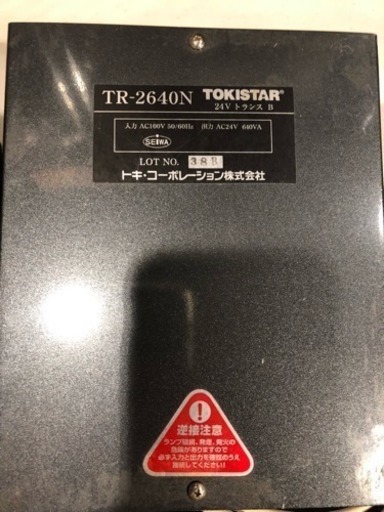 TR-2640N TOKISTAR®
24V トランス B
入力 AC100V 50/60Hz 出力 AC24V 640VA
SEIWA
LOT NO. 38B
トキ・コーポレーション株式会社
!
逆接注意
ランプ破損、発煙、発火の
危険がありますので
必ず入力と出力を確認のうえ
接続してください!